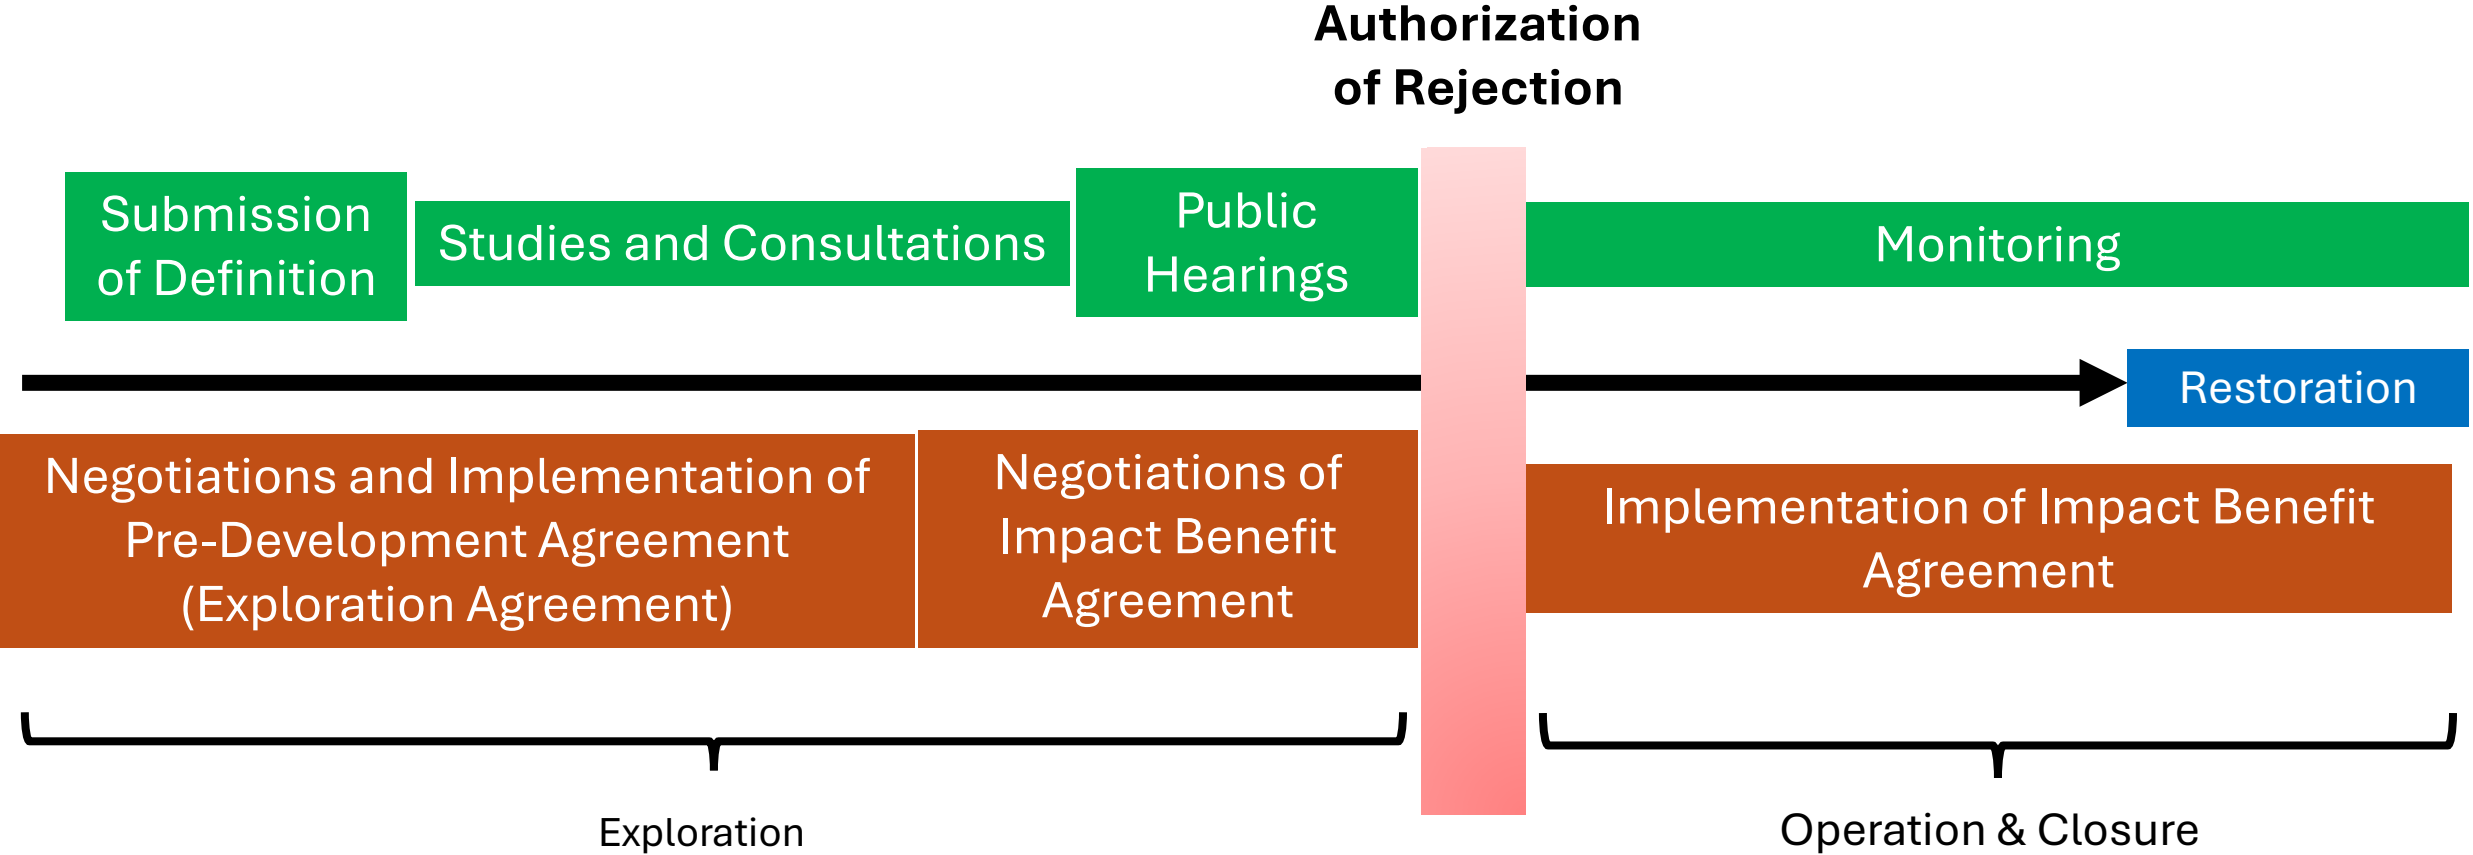 Authorization
of Rejection
Submission
of Definition
Studies and Consultations
Public
Hearings
Monitoring
Restoration
Negotiations and Implementation of
Pre-Development Agreement
(Exploration Agreement)
Negotiations of
Impact Benefit
Agreement
Implementation of Impact Benefit
Agreement
Exploration
Operation & Closure